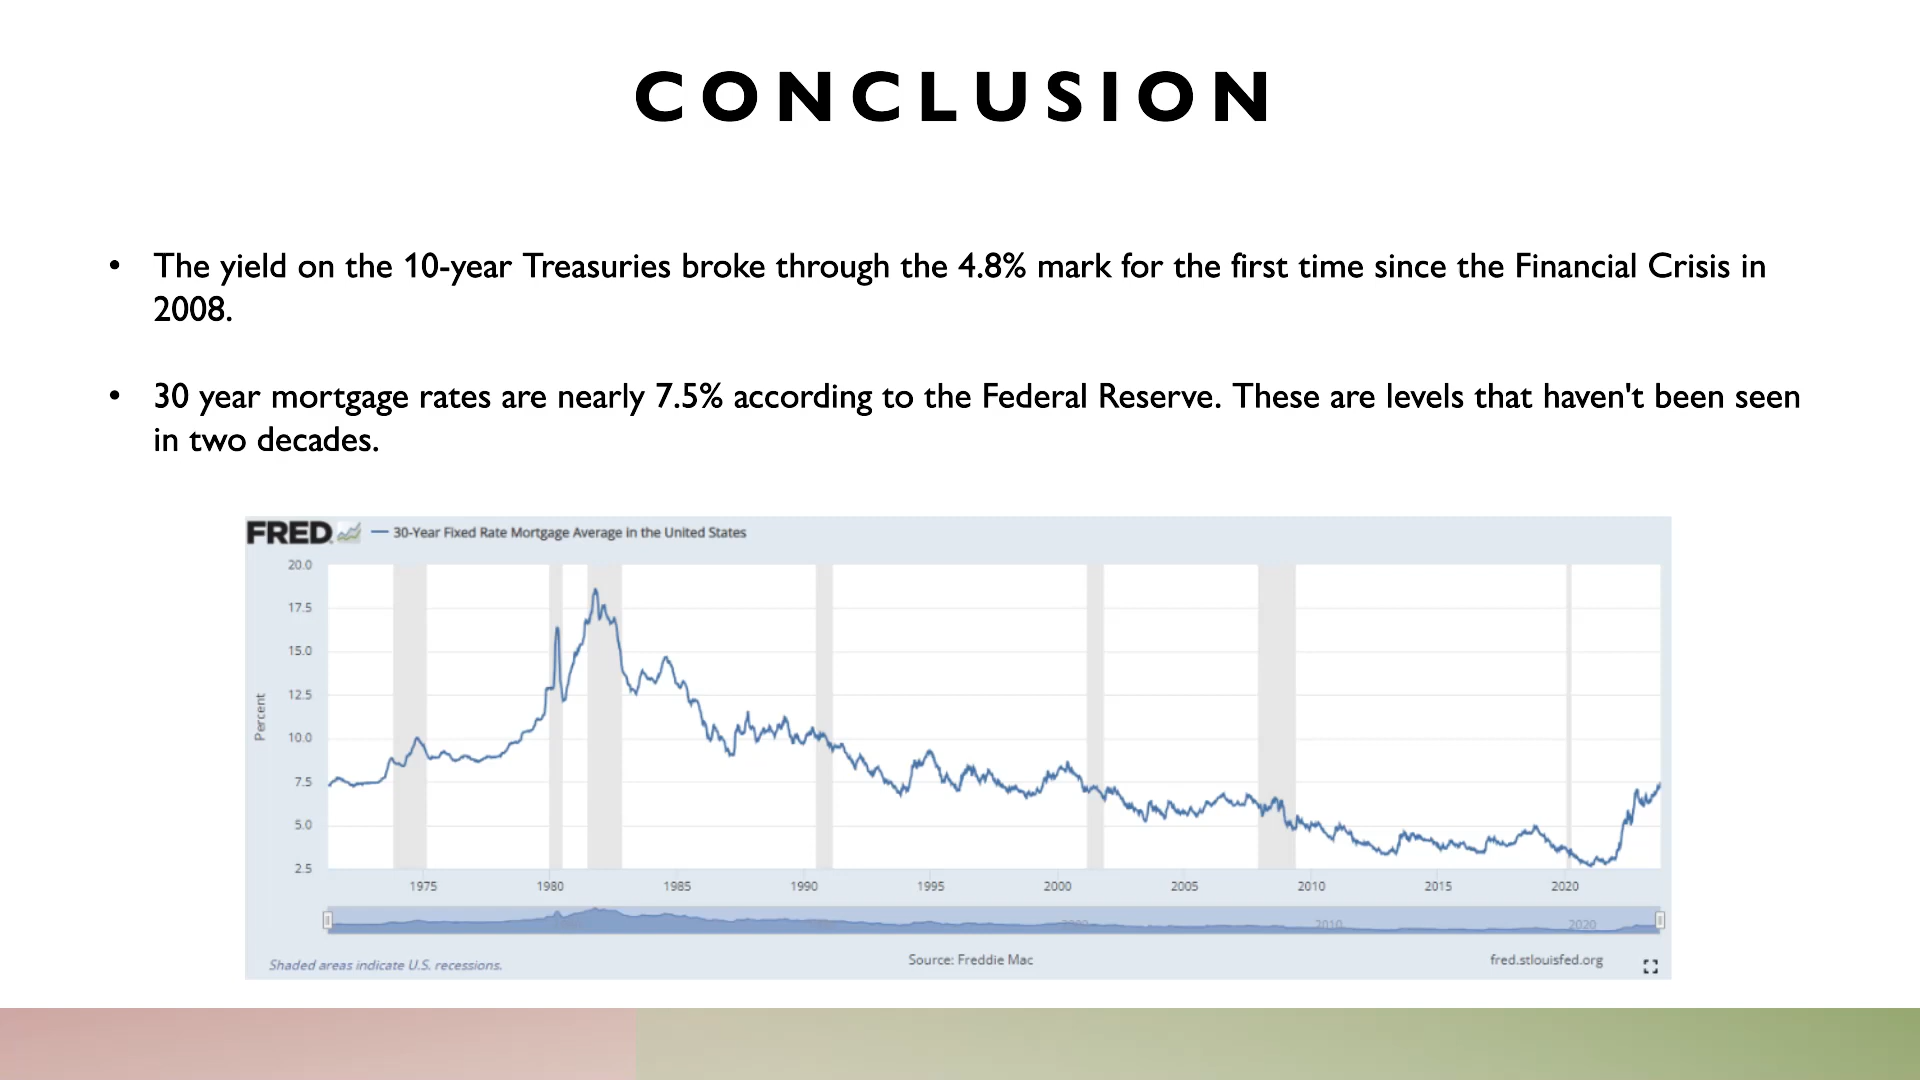 CONCLUSION
• The yield on the 10-year Treasuries broke through the 4.8% mark for the first time since the Financial Crisis in
2008.
• 30 year mortgage rates are nearly 7.5% according to the Federal Reserve. These are levels that haven't been seen
in two decades.
FRED
30-Year Fixed Rate Mortgage Average in the United States
20.0
17.5
15.0
12.5
10.0
7.5
5.0
2.5
Percent
1975 1980 1985 1990 1995 2000 2005 2010 2015 2020
2000 2010 2020
Shaded areas indicate U.S. recessions.
Source: Freddie Mac
fred.stlouisfed.org